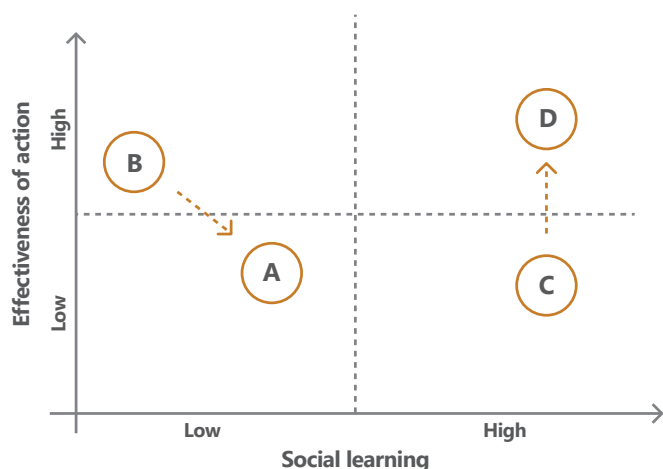 Effectiveness of action
High
Low
B
A
D
C
Low
High
Social learning